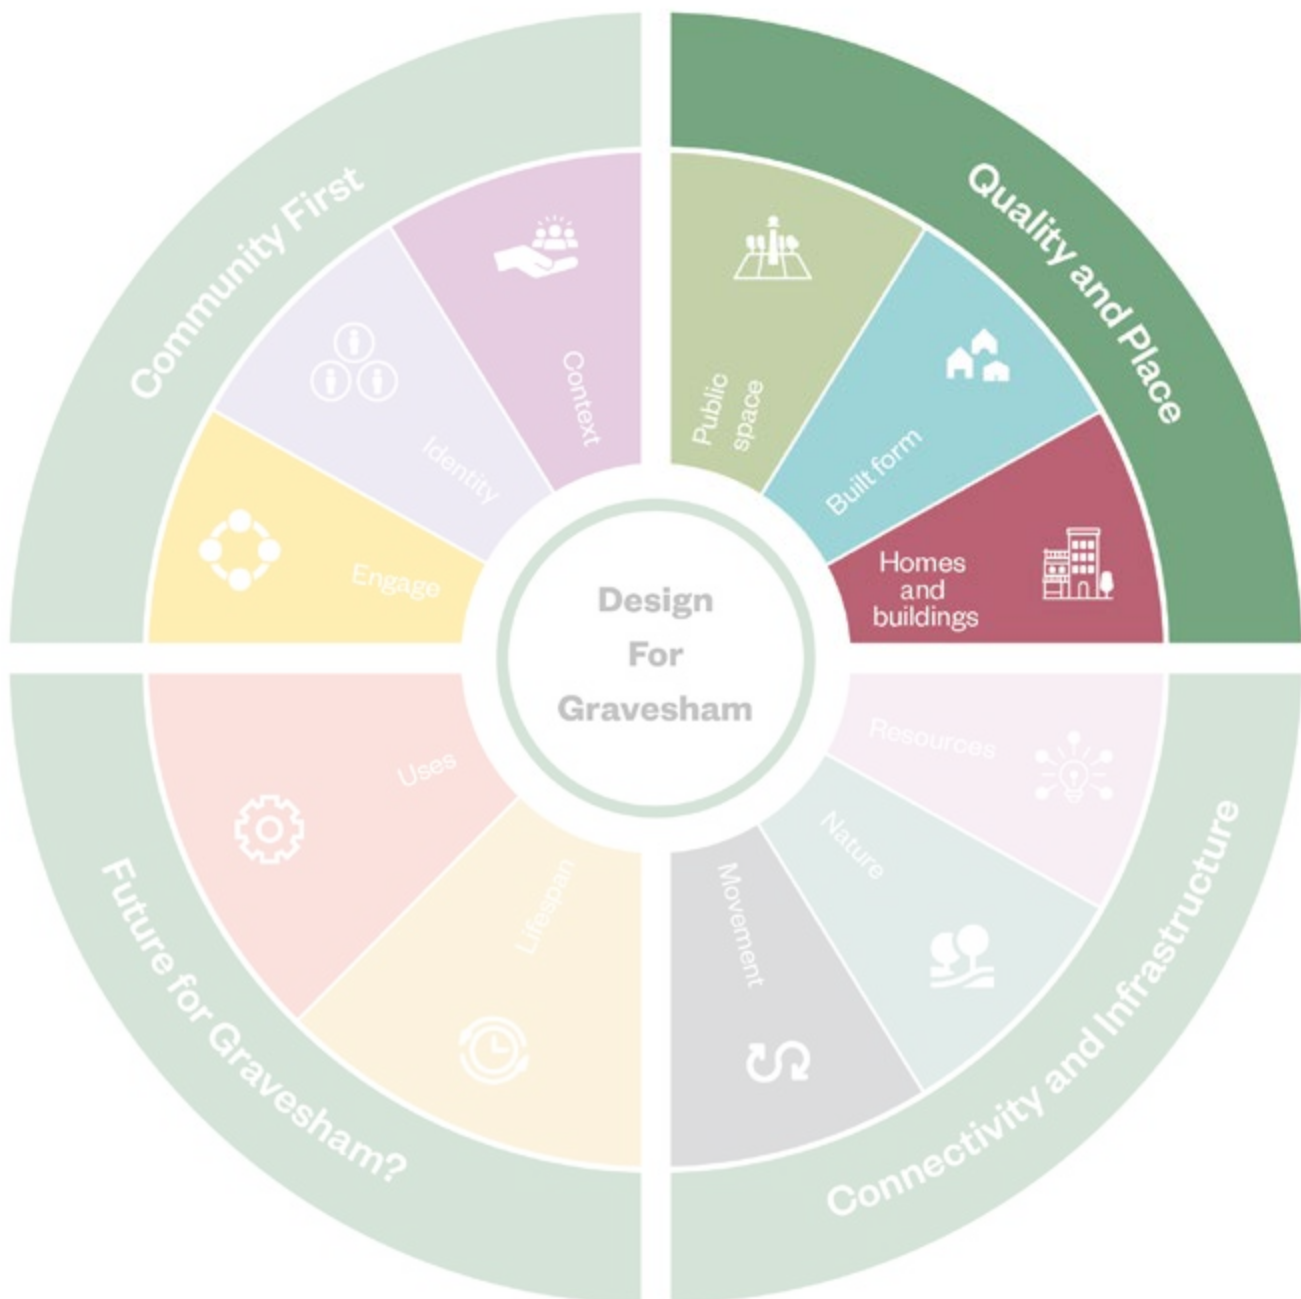 Community First
Quality and Place
Context
Identity
Engage
Public
space
Built form
Homes
and
buildings
Design
For
Gravesham
Resources
Nature
Movement
Uses
Lifespan
Future for Gravesham?
Connectivity and Infrastructure